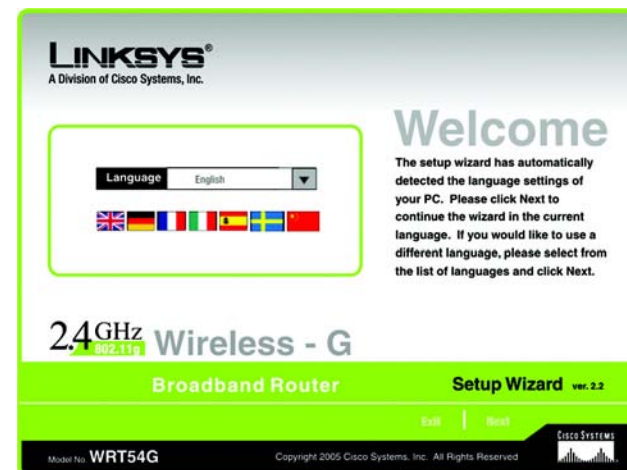 LINKSYS®
A Division of Cisco Systems, Inc.
Language English
Welcome
The setup wizard has automatically
detected the language settings of
your PC. Please click Next to
continue the wizard in the current
language. If you would like to use a
different language, please select from
the list of languages and click Next.
2.4GHz
802.11g
Wireless - G
Broadband Router
Setup Wizard ver. 2.2
Exit Next
Model No WRT54G
Copyright 2005 Cisco Systems, Inc. All Rights Reserved
CISCO SYSTEMS